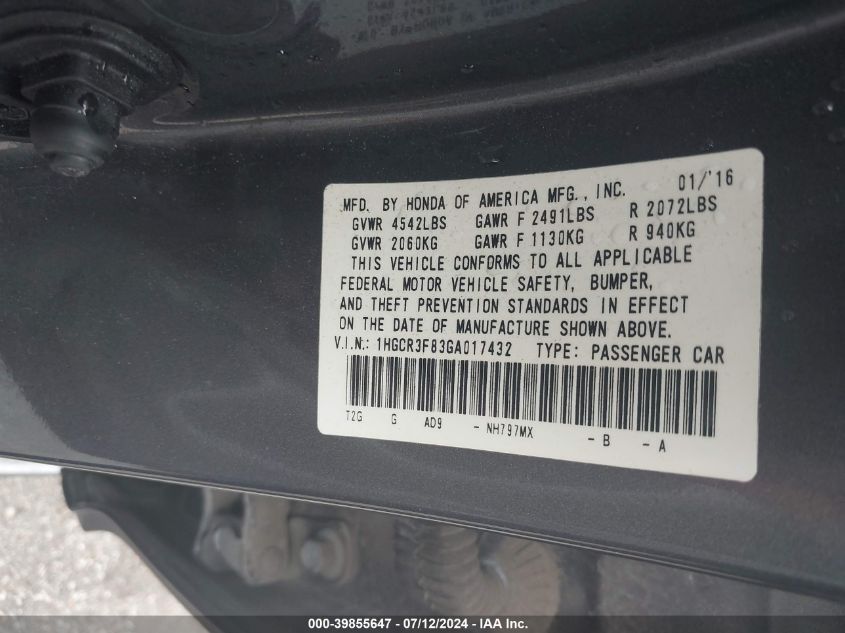 MFD. BY HONDA OF AMERICA MFG., INC. 01/'16
GVWR 4542LBS GAWR F 2491LBS R 2072LBS
GVWR 2060KG GAWR F 1130KG R 940KG
THIS VEHICLE CONFORMS TO ALL APPLICABLE
FEDERAL MOTOR VEHICLE SAFETY, BUMPER,
AND THEFT PREVENTION STANDARDS IN EFFECT
ON THE DATE OF MANUFACTURE SHOWN ABOVE.
V.I.N.: 1HGCR3F83GA017432 TYPE: PASSENGER CAR
T2G G AD9 - NH797MX - B - A
000-39855647 / 07/12/2024 - IAA Inc.